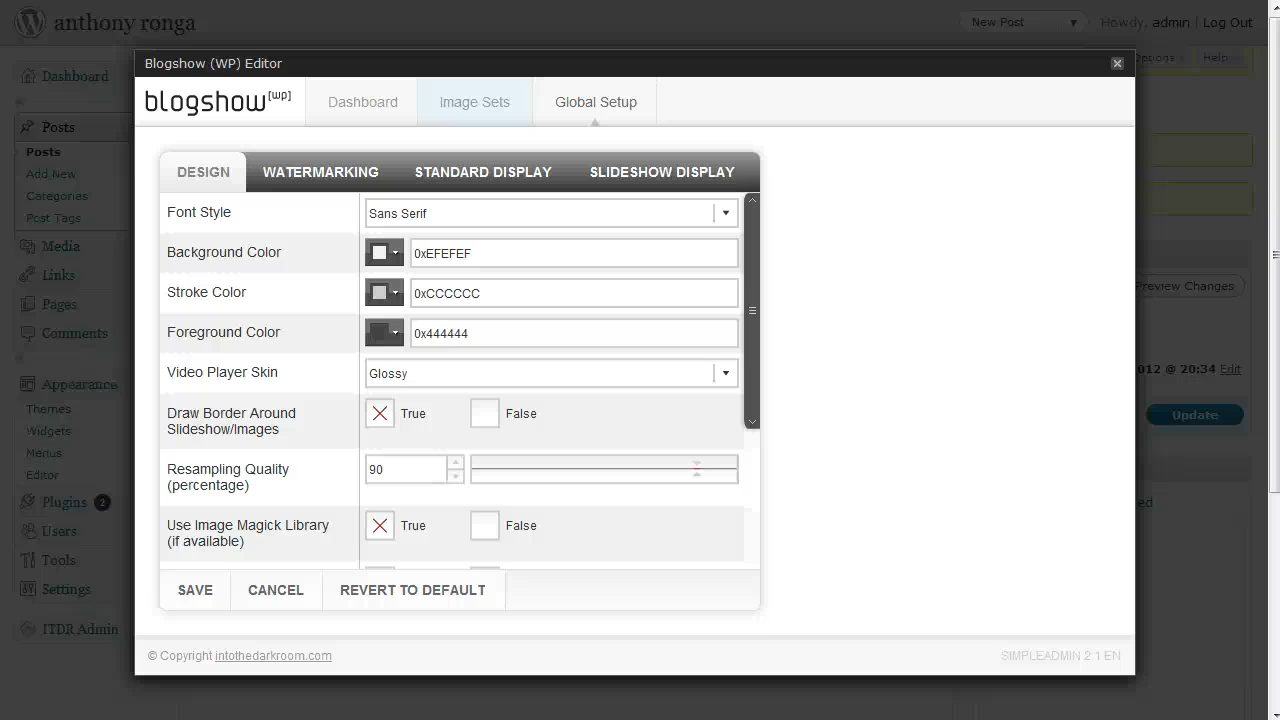 anthony ronga
New Post
Howdy, admin | Log Out
Blogshow (WP) Editor
Options
Help
Dashboard
blogshow[wp]
Dashboard
Image Sets
Global Setup
Posts
Posts
Add New
Categories
Post Tags
Media
Links
Pages
Comments
Appearance
Themes
Widgets
Menus
Editor
Plugins 2
Users
Tools
Settings
ITDR Admin
DESIGN
WATERMARKING
STANDARD DISPLAY
SLIDESHOW DISPLAY
Font Style
Sans Serif
Background Color
0xEFEFEF
Stroke Color
0xCCCCCC
Foreground Color
0x444444
Video Player Skin
Glossy
Draw Border Around
Slideshow/Images
True
False
Resampling Quality
(percentage)
90
Use Image Magick Library
(if available)
True
False
SAVE
CANCEL
REVERT TO DEFAULT
Preview Changes
012 @ 20:34 Edit
Update
ed
© Copyright intothedarkroom.com
SIMPLEADMIN 2.1 EN